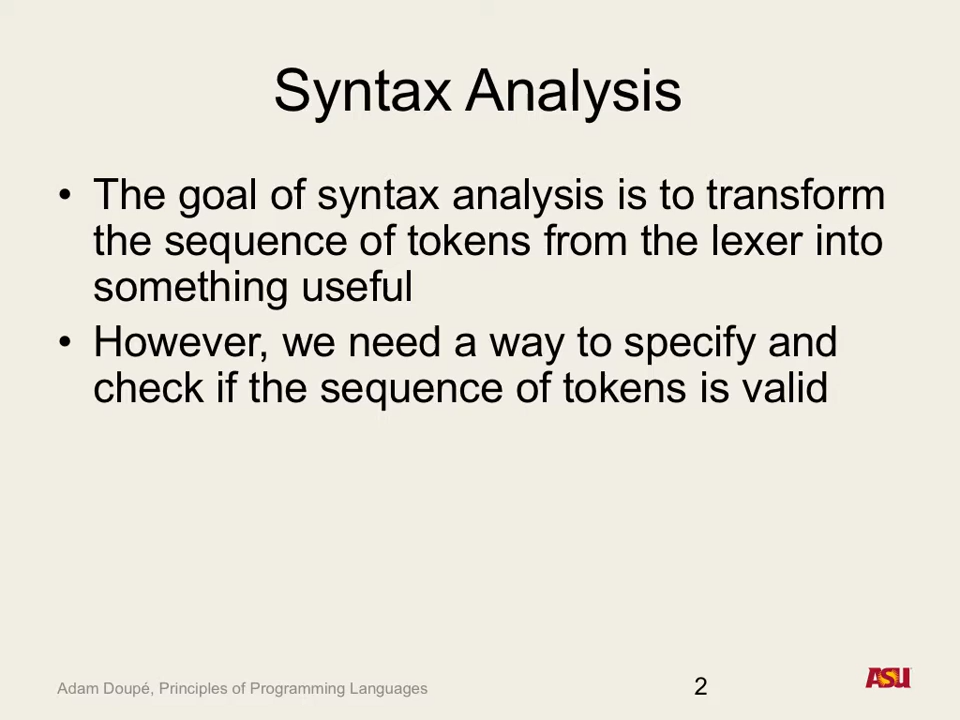 Syntax Analysis
• The goal of syntax analysis is to transform
the sequence of tokens from the lexer into
something useful
• However, we need a way to specify and
check if the sequence of tokens is valid
Adam Doupé, Principles of Programming Languages
2
ASU